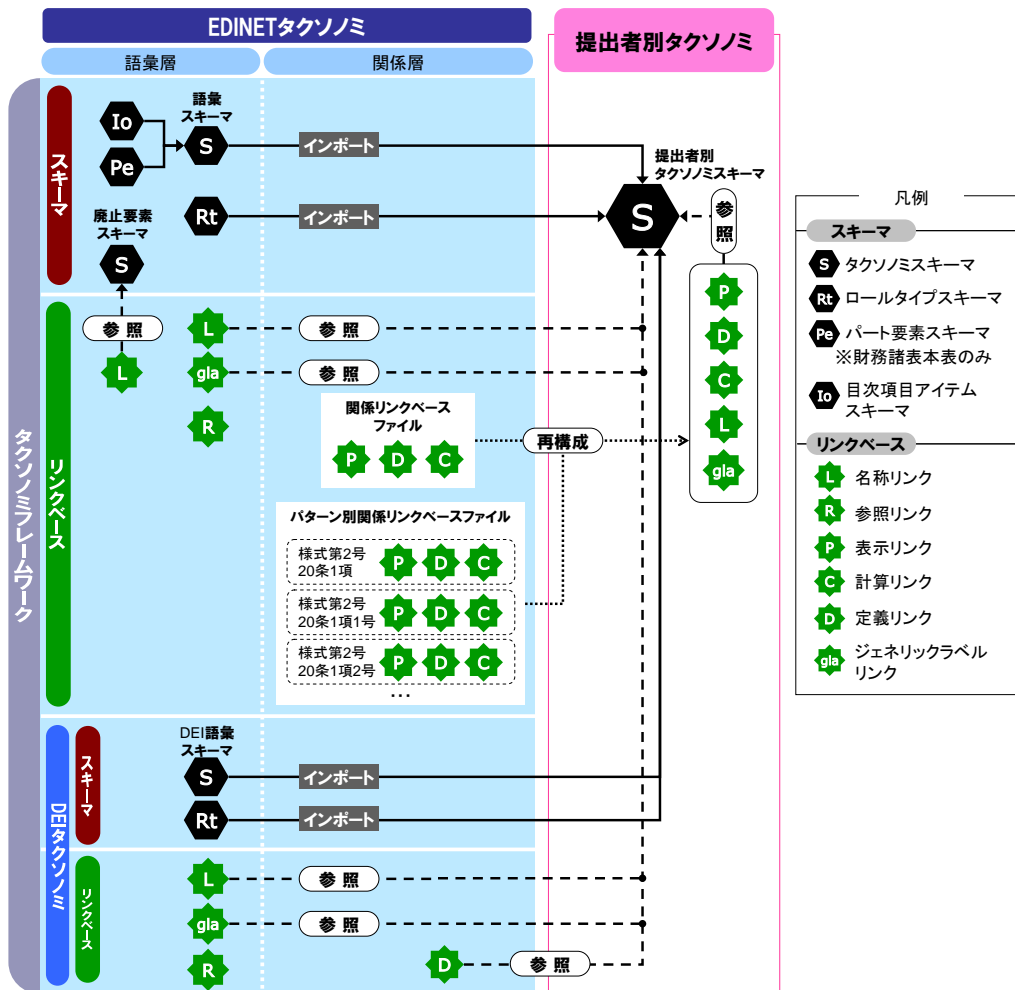 EDINETタクソノミ
提出者別タクソノミ
語彙層
関係層
タクソノミフレームワーク
スキーマ
Io
Pe
語彙
スキーマ
S
インポート
Rt
インポート
廃止要素
スキーマ
S
提出者別
タクソノミスキーマ
S
参照
P
D
C
L
gla
リンクベース
参照
L
L
参照
gla
参照
R
関係リンクベース
ファイル
P D C
再構成
パターン別関係リンクベースファイル
様式第2号
20条1項
P D C
様式第2号
20条1項1号
P D C
様式第2号
20条1項2号
P D C
...
DEIタクソノミ
スキーマ
DEI語彙
スキーマ
S
インポート
Rt
インポート
リンクベース
L
参照
gla
参照
R
D
参照
凡例
スキーマ
S タクソノミスキーマ
Rt ロールタイプスキーマ
Pe パート要素スキーマ
※財務諸表本表のみ
Io 目次項目アイテム
スキーマ
リンクベース
L 名称リンク
R 参照リンク
P 表示リンク
C 計算リンク
D 定義リンク
gla ジェネリックラベル
リンク